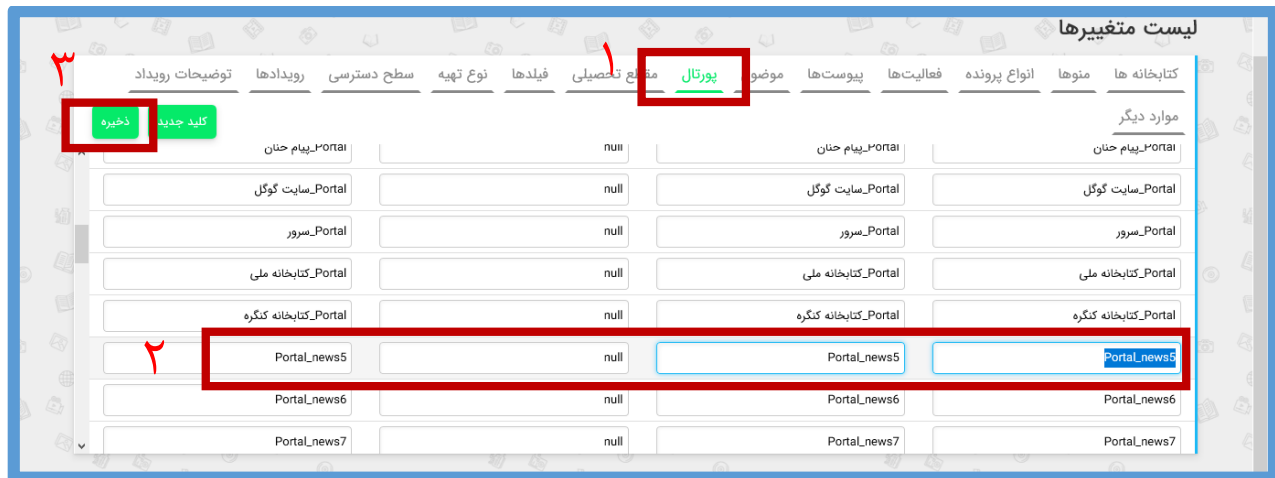 لیست متغییرها
۱
۳
کتابخانه ها منوها انواع پرونده فعالیت‌ها پیوست‌ها موضوع پورتال مقطع تحصیلی فیلدها نوع تهیه سطح دسترسی رویدادها توضیحات رویداد
موارد دیگر
کلید جدید ذخیره
Portal_پیام حنان Portal_پیام حنان null Portal_پیام حنان
Portal_سایت گوگل Portal_سایت گوگل null Portal_سایت گوگل
Portal_سرور Portal_سرور null Portal_سرور
Portal_کتابخانه ملی Portal_کتابخانه ملی null Portal_کتابخانه ملی
Portal_کتابخانه کنگره Portal_کتابخانه کنگره null Portal_کتابخانه کنگره
Portal_news5 Portal_news5 null Portal_news5
۲
Portal_news6 Portal_news6 null Portal_news6
Portal_news7 Portal_news7 null Portal_news7